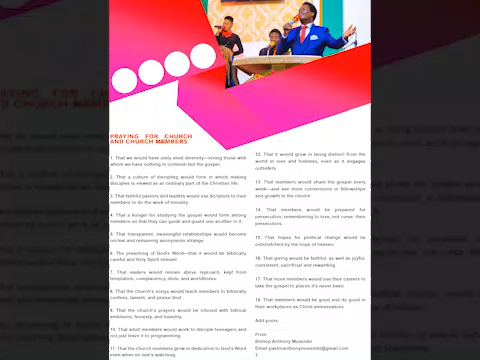 PRAYING FOR CHURCH
AND CHURCH MEMBERS
1. That we would have unity amid diversity—loving those with
whom we have nothing in common but the gospel.
2. That a culture of discipling would form in which making
disciples is viewed as an ordinary part of the Christian life.
3. That faithful pastors and leaders would use Scripture to train
members to do the work of ministry.
4. That a hunger for studying the gospel would form among
members so that they can guide and guard one another in it.
5. That transparent, meaningful relationships would become
normal and remaining anonymous strange.
6. The preaching of God's Word—that it would be biblically
careful and Holy Spirit imbued
7. That leaders would remain above reproach, kept from
temptation, complacency, idols, and worldliness.
8. That the church's songs would teach members to biblically
confess, lament, and praise God.
9. That the church's prayers would be infused with biblical
ambitions, honesty, and humility.
10. That adult members would work to disciple teenagers and
not just leave it to programming.
11. That the church members grow in dedication to God's Word
even when no one's watching.
12. That it would grow in being distinct from the
world in love and holiness, even as it engages
outsiders.
13. That members would share the gospel every
week—and see more conversions or fellowships
and growth in the church
14. That members would be prepared for
persecution, remembering to love, not curse, their
persecutors.
15. That hopes for political change would be
outstretched by the hope of heaven.
16. That giving would be faithful, as well as joyful,
consistent, sacrificial and rewarding
17. That more members would use their careers to
take the gospel to places it's never been
18. That members would be good and do good in
their workplaces as Christ ambassadors
Add yours
From
Bishop Anthony Musembi
Email pastoranthonymusembi@gmail.com
T